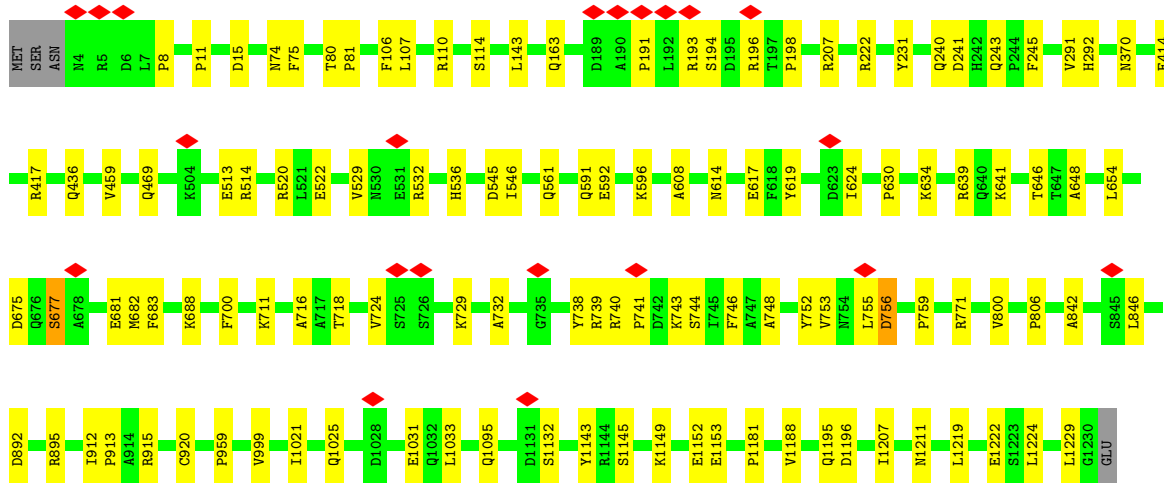 MET SER ASN N4 R5 D6 L7 P8 P11 D15 N74 F75 T80 P81 F106 L107 R110 S114 L143 Q163 D189 A190 P191 L192 R193 S194 D195 R196 T197 P198 R207 R222 Y231 Q240 D241 H242 Q243 P244 F245 V291 H292 N370
R417 Q436 V459 Q469 K504 E513 R514 R520 L521 E522 V529 N530 E531 R532 H536 D545 I546 Q561 Q591 E592 K596 A608 N614 E617 F618 Y619 D623 I624 P630 K634 R639 Q640 K641 T646 T647 A648 L654
D675 Q676 S677 A678 E681 M682 F683 K688 F700 K711 A716 A717 T718 V724 S725 S726 K729 A732 G735 Y738 R739 R740 P741 D742 K743 S744 I745 F746 A747 A748 Y752 V753 N754 L755 D756 P759 R771 V800 P806 A842 S845 L846
D892 R895 I912 P913 A914 R915 C920 P959 V999 I1021 Q1025 D1028 E1031 Q1032 L1033 Q1095 D1131 S1132 Y1143 R1144 S1145 K1149 E1152 E1153 P1181 V1188 Q1195 D1196 I1207 N1211 L1219 E1222 S1223 L1224 L1229 G1230 GLU